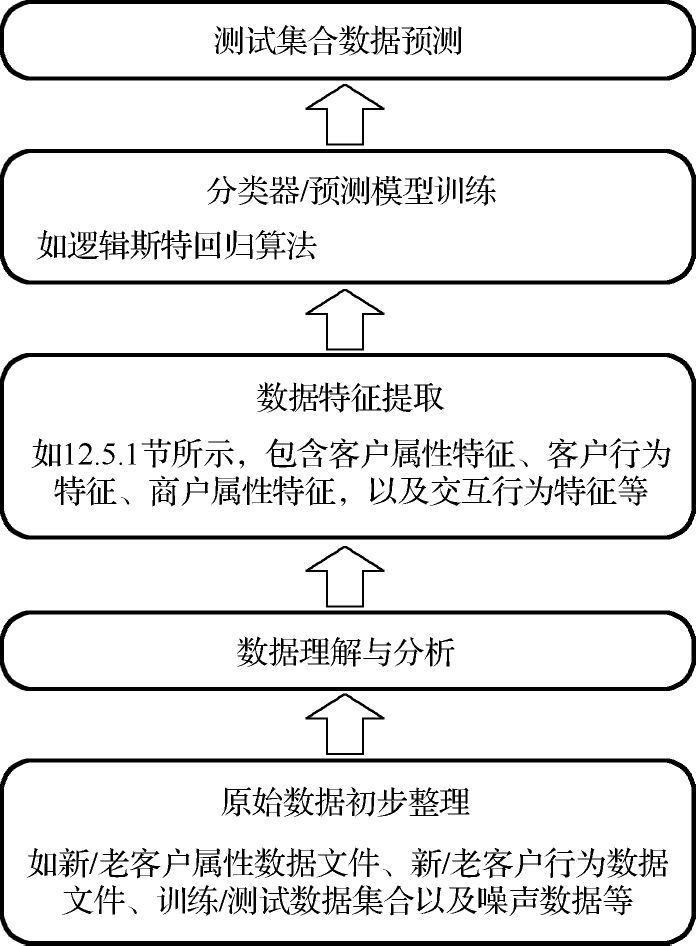 测试集合数据预测
分类器/预测模型训练
如逻辑斯特回归算法
数据特征提取
如12.5.1节所示，包含客户属性特征、客户行为
特征、商户属性特征，以及交互行为特征等
数据理解与分析
原始数据初步整理
如新/老客户属性数据文件、新/老客户行为数据
文件、训练/测试数据集合以及噪声数据等